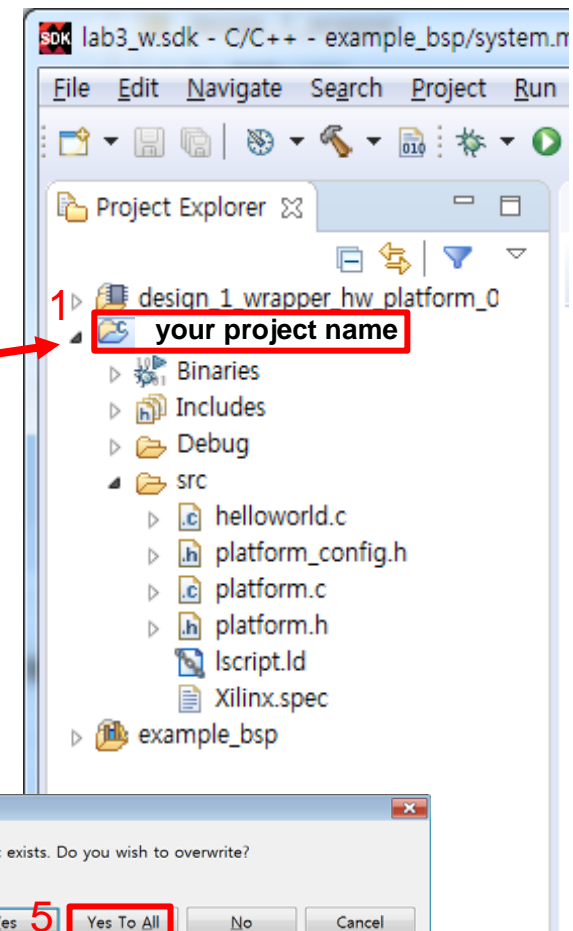 SDK lab3_w.sdk - C/C++ - example_bsp/system.m
File Edit Navigate Search Project Run
010
Project Explorer
1
design_1_wrapper_hw_platform_0
your project name
Binaries
Includes
Debug
src
.c helloworld.c
.h platform_config.h
.c platform.c
.h platform.h
lscript.ld
Xilinx.spec
example_bsp
exists. Do you wish to overwrite?
5 Yes To All No Cancel